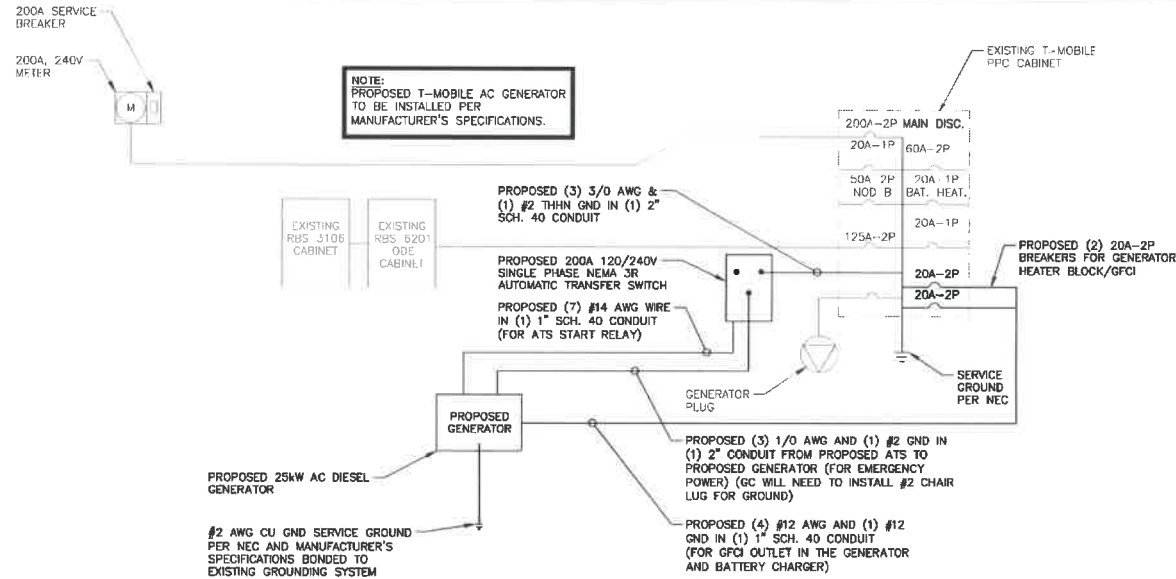 200A SERVICE
BREAKER
200A, 240V
METER
M
NOTE:
PROPOSED T-MOBILE AC GENERATOR
TO BE INSTALLED PER
MANUFACTURER'S SPECIFICATIONS.
EXISTING T-MOBILE
PPC CABINET
200A-2P MAIN DISC.
20A-1P
60A-2P
50A 2P
NOD B
20A 1P
BAT. HEAT.
20A-1P
125A-2P
20A-2P
20A-2P
PROPOSED (2) 20A-2P
BREAKERS FOR GENERATOR
HEATER BLOCK/GFCI
PROPOSED (3) 3/0 AWG &
(1) #2 THHN GND IN (1) 2"
SCH. 40 CONDUIT
EXISTING
RBS 3106
CABINET
EXISTING
RBS 6201
ODE
CABINET
PROPOSED 200A 120/240V
SINGLE PHASE NEMA 3R
AUTOMATIC TRANSFER SWITCH
PROPOSED (7) #14 AWG WIRE
IN (1) 1" SCH. 40 CONDUIT
(FOR ATS START RELAY)
GENERATOR
PLUG
SERVICE
GROUND
PER NEC
PROPOSED
GENERATOR
PROPOSED 25kW AC DIESEL
GENERATOR
PROPOSED (3) 1/0 AWG AND (1) #2 GND IN
(1) 2" CONDUIT FROM PROPOSED ATS TO
PROPOSED GENERATOR (FOR EMERGENCY
POWER) (GC WILL NEED TO INSTALL #2 CHAIR
LUG FOR GROUND)
#2 AWG CU GND SERVICE GROUND
PER NEC AND MANUFACTURER'S
SPECIFICATIONS BONDED TO
EXISTING GROUNDING SYSTEM
PROPOSED (4) #12 AWG AND (1) #12
GND IN (1) 1" SCH. 40 CONDUIT
(FOR GFCI OUTLET IN THE GENERATOR
AND BATTERY CHARGER)